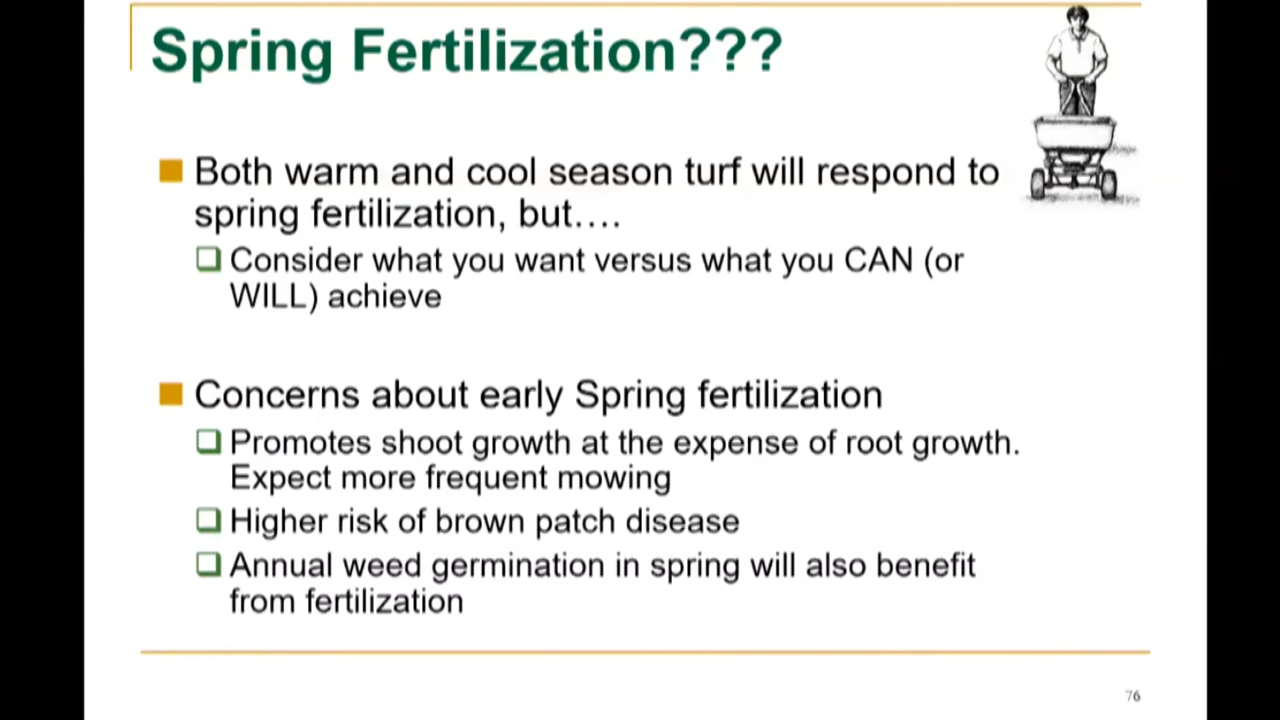 Spring Fertilization???
Both warm and cool season turf will respond to
spring fertilization, but….
Consider what you want versus what you CAN (or
WILL) achieve
Concerns about early Spring fertilization
Promotes shoot growth at the expense of root growth.
Expect more frequent mowing
Higher risk of brown patch disease
Annual weed germination in spring will also benefit
from fertilization
76